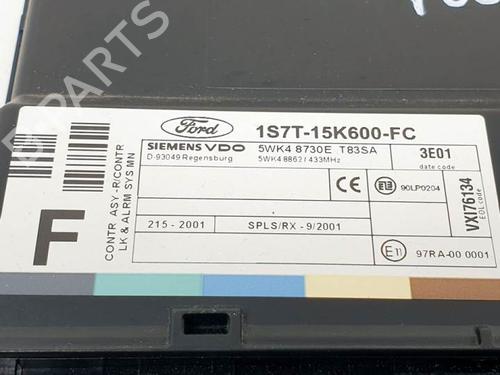 B-PARTS
Ford
1S7T-15K600-FC
SIEMENS VDO
D-93049 Regensburg
5WK4 8730E T83SA
5WK4 8862 / 433MHz
3E01
date code
CONTR ASY -R/CONTR
LK & ALRM SYS MN
F
CE
90LP0204
VXI76134
EOL code
215 - 2001
SPLS/RX - 9/2001
E11
97RA-00 0001